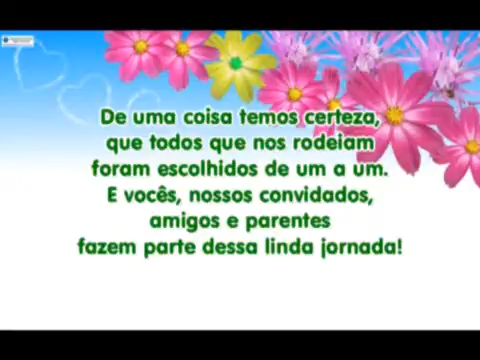 De uma coisa temos certeza,
que todos que nos rodeiam
foram escolhidos de um a um.
E vocês, nossos convidados,
amigos e parentes
fazem parte dessa linda jornada!